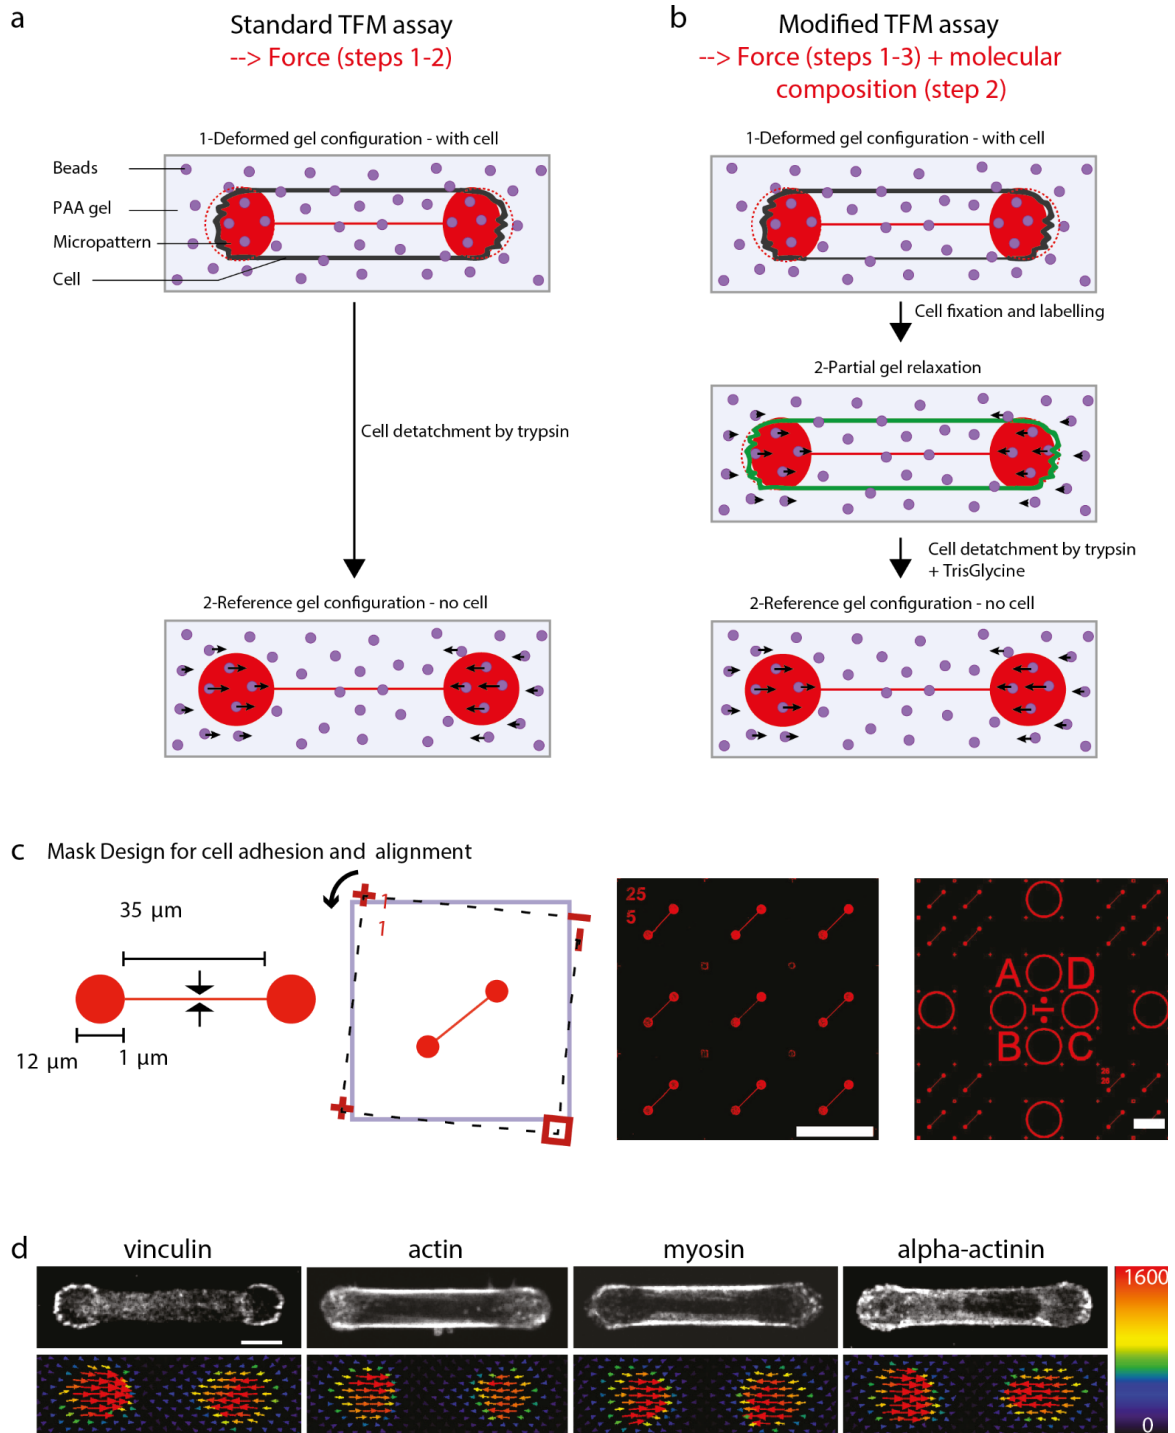 a
Standard TFM assay
--> Force (steps 1-2)
1-Deformed gel configuration - with cell
Beads
PAA gel
Micropattern
Cell
Cell detatchment by trypsin
2-Reference gel configuration - no cell
b
Modified TFM assay
--> Force (steps 1-3) + molecular
composition (step 2)
1-Deformed gel configuration - with cell
Cell fixation and labelling
2-Partial gel relaxation
Cell detatchment by trypsin
+ TrisGlycine
2-Reference gel configuration - no cell
c Mask Design for cell adhesion and alignment
35 µm
12 µm
1 µm
1
1
25
5
A D
B C
d
vinculin
actin
myosin
alpha-actinin
1600
0